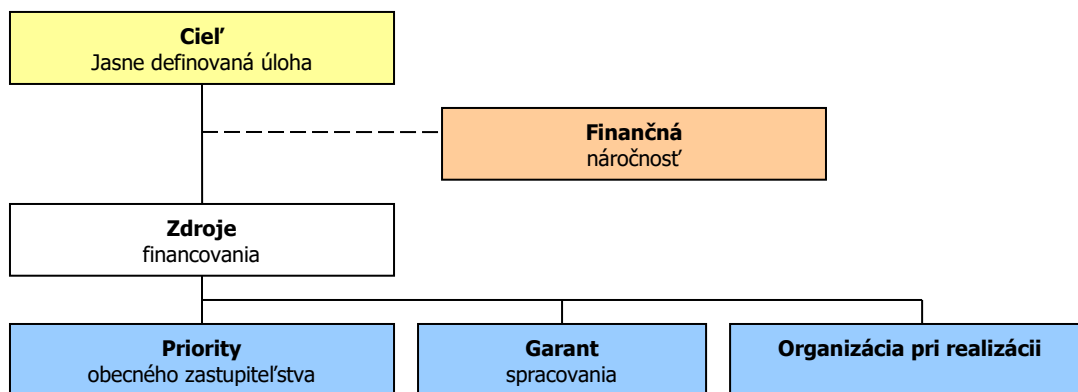 Cieľ
Jasne definovaná úloha
Finančná
náročnosť
Zdroje
financovania
Priority
obecného zastupiteľstva
Garant
spracovania
Organizácia pri realizácii